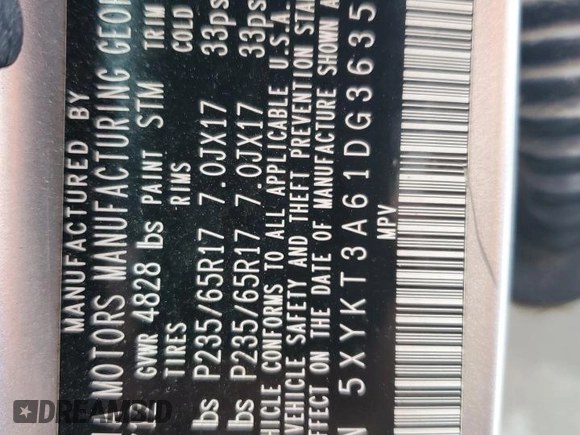 MANUFACTURED BY
MOTORS MANUFACTURING GEOR
GVWR 4828 lbs PAINT STM TRIM
TIRES RIMS COLD
lbs P235/65R17 7.0JX17 33ps
lbs P235/65R17 7.0JX17 33ps
HICLE CONFORMS TO ALL APPLICABLE U.S.A.
VEHICLE SAFETY AND THEFT PREVENTION STA
EFFECT ON THE DATE OF MANUFACTURE SHOWN A
N 5XYKT3A61DG3635
MPV
DREAMBID